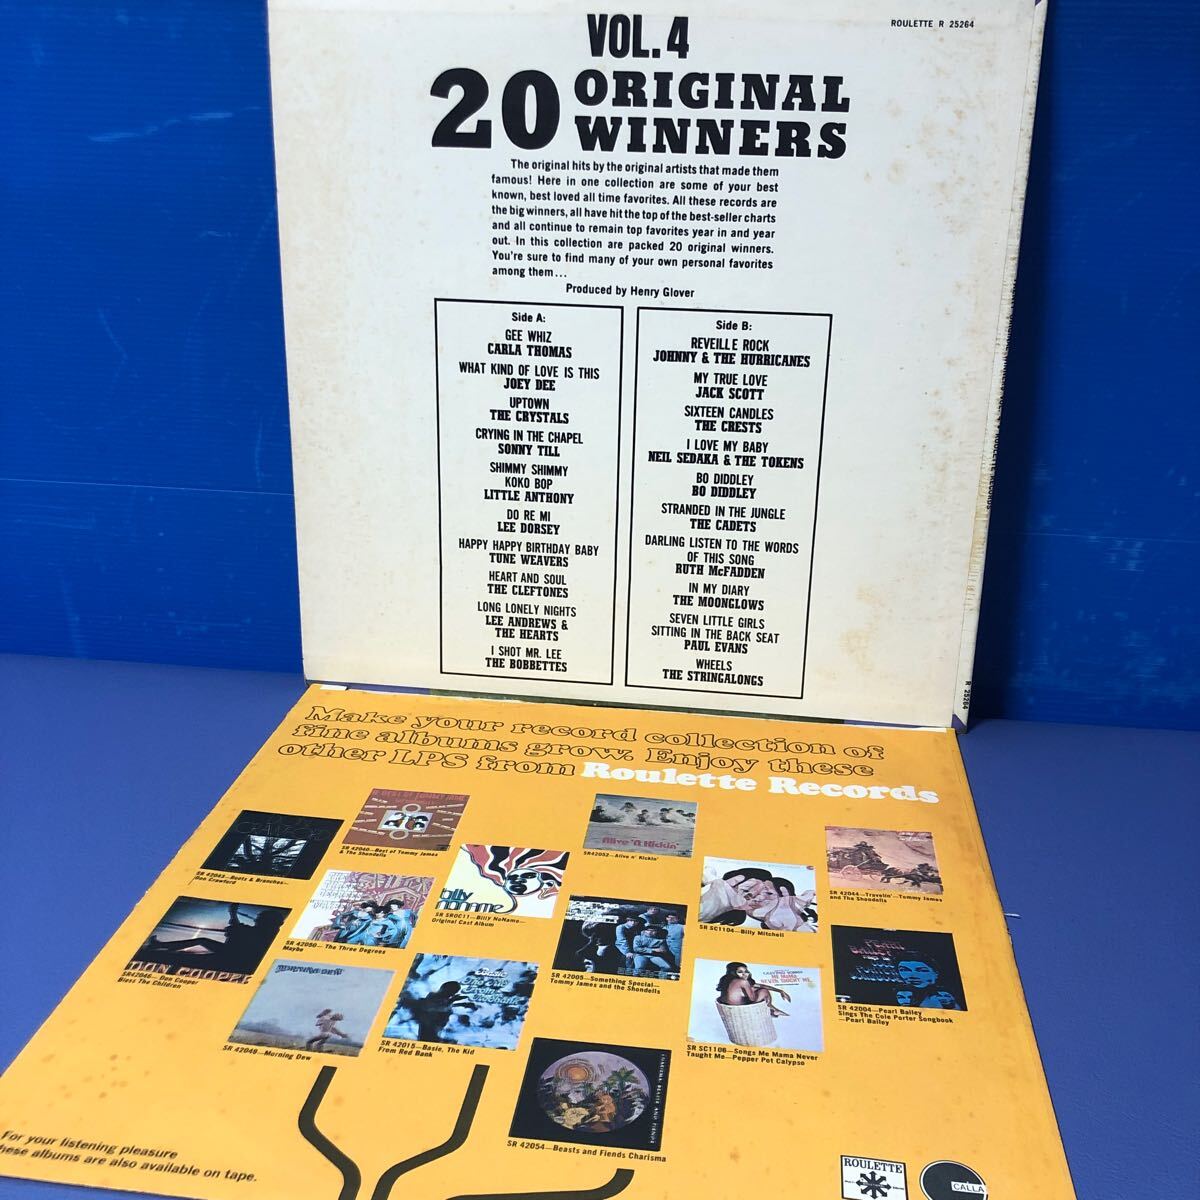 ROULETTE R 25264
VOL. 4
20 ORIGINAL
WINNERS
The original hits by the original artists that made them
famous! Here in one collection are some of your best
known, best loved all time favorites. All these records are
the big winners, all have hit the top of the best-seller charts
and all continue to remain top favorites year in and year
out. In this collection are packed 20 original winners.
You're sure to find many of your own personal favorites
among them...
Produced by Henry Glover
Side A:
GEE WHIZ
CARLA THOMAS
WHAT KIND OF LOVE IS THIS
JOEY DEE
UPTOWN
THE CRYSTALS
CRYING IN THE CHAPEL
SONNY TILL
SHIMMY SHIMMY
KOKO BOP
LITTLE ANTHONY
DO RE MI
LEE DORSEY
HAPPY HAPPY BIRTHDAY BABY
TUNE WEAVERS
HEART AND SOUL
THE CLEFTONES
LONG LONELY NIGHTS
LEE ANDREWS &
THE HEARTS
I SHOT MR. LEE
THE BOBBETTES
Side B:
REVEILLE ROCK
JOHNNY & THE HURRICANES
MY TRUE LOVE
JACK SCOTT
SIXTEEN CANDLES
THE CRESTS
I LOVE MY BABY
NEIL SEDAKA & THE TOKENS
BO DIDDLEY
BO DIDDLEY
STRANDED IN THE JUNGLE
THE CADETS
DARLING LISTEN TO THE WORDS
OF THIS SONG
RUTH McFADDEN
IN MY DIARY
THE MOONGLOWS
SEVEN LITTLE GIRLS
SITTING IN THE BACK SEAT
PAUL EVANS
WHEELS
THE STRINGALONGS
R 25264
Make your record collection of
fine albums grow. Enjoy these
other LPS from Roulette Records
SR 42040—Best of Tommy James
& The Shondells
Alive 'N Kickin'
SR42052—Alive n' Kickin'
SR 42044—Travelin'—Tommy James
and The Shondells
SR 42043—Roots & Branches—
Don Crawford
billy noname
SR SROC11—Billy NoName—
Original Cast Album
SR SC1104—Billy Mitchell
SR 42050—The Three Degrees
Maybe
SR 42005—Something Special—
Tommy James and the Shondells
DON COOPER
SR42046—Don Cooper
Bless The Children
SR 42004—Pearl Bailey
Sings The Cole Porter Songbook
—Pearl Bailey
SR 42049—Morning Dew
SR 42015—Basie, The Kid
From Red Bank
SR SC1106—Songs Me Mama Never
Taught Me—Pepper Pot Calypso
SR 42054—Beasts and Fiends Charisma
For your listening pleasure
these albums are also available on tape.
ROULETTE
CALLA